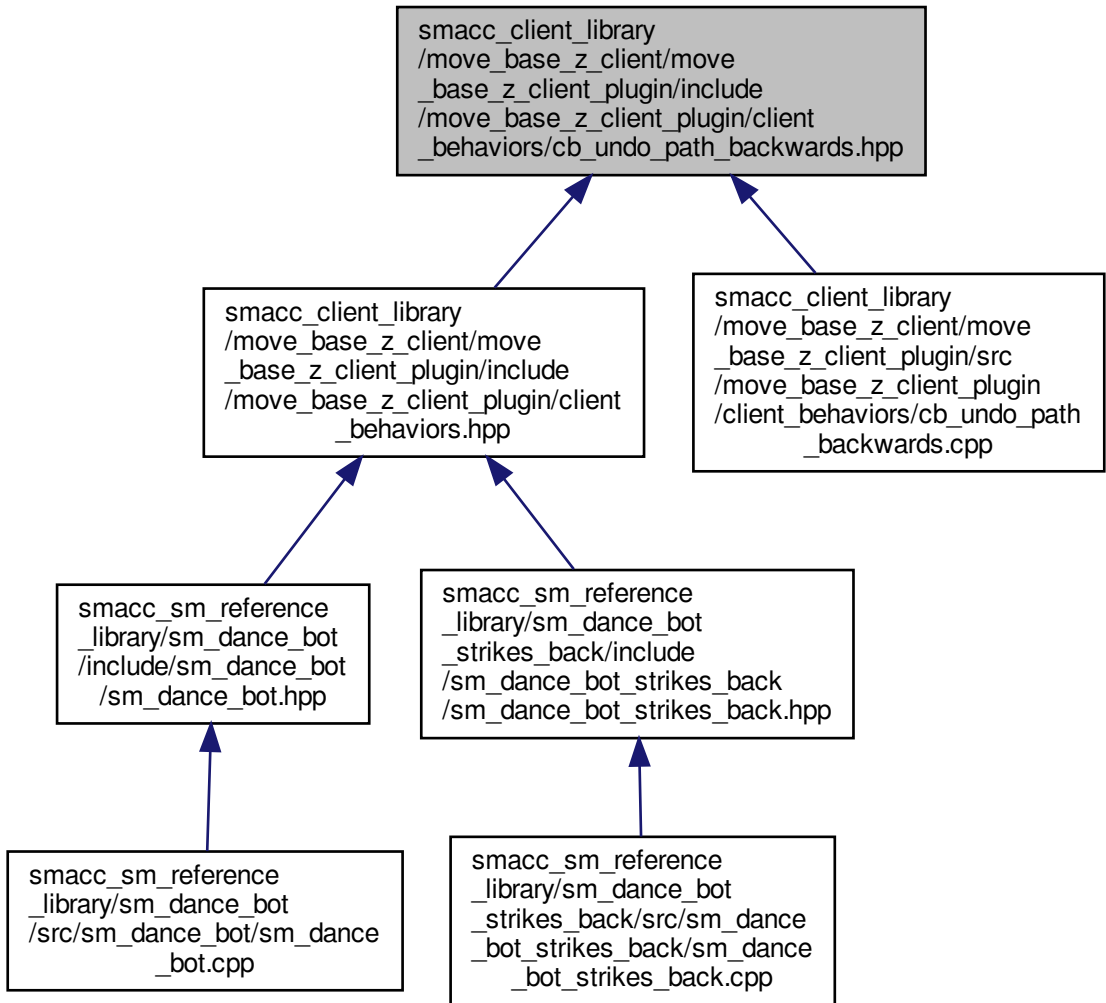 smacc_client_library
/move_base_z_client/move
_base_z_client_plugin/include
/move_base_z_client_plugin/client
_behaviors/cb_undo_path_backwards.hpp
smacc_client_library
/move_base_z_client/move
_base_z_client_plugin/include
/move_base_z_client_plugin/client
_behaviors.hpp
smacc_client_library
/move_base_z_client/move
_base_z_client_plugin/src
/move_base_z_client_plugin
/client_behaviors/cb_undo_path
_backwards.cpp
smacc_sm_reference
_library/sm_dance_bot
/include/sm_dance_bot
/sm_dance_bot.hpp
smacc_sm_reference
_library/sm_dance_bot
_strikes_back/include
/sm_dance_bot_strikes_back
/sm_dance_bot_strikes_back.hpp
smacc_sm_reference
_library/sm_dance_bot
/src/sm_dance_bot/sm_dance
_bot.cpp
smacc_sm_reference
_library/sm_dance_bot
_strikes_back/src/sm_dance
_bot_strikes_back/sm_dance
_bot_strikes_back.cpp